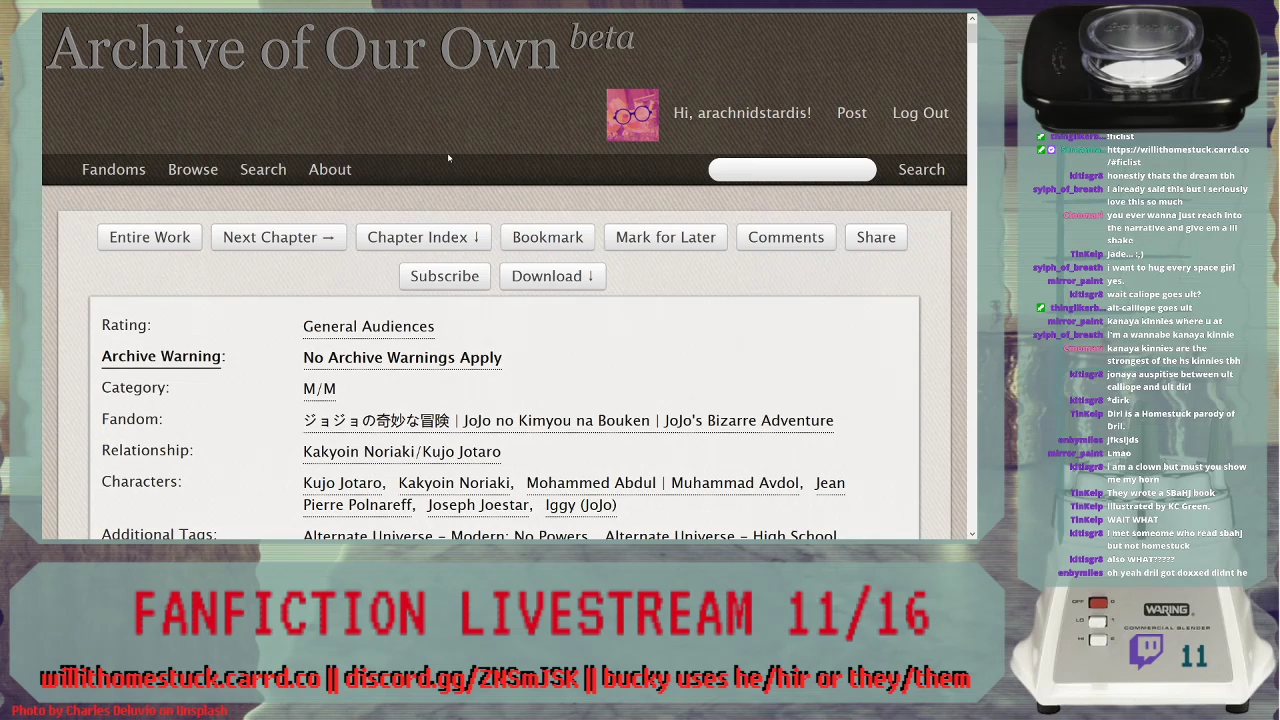 Archive of Our Own beta
Hi, arachnidstardis! Post Log Out
Fandoms Browse Search About Search
Entire Work Next Chapter → Chapter Index ↓ Bookmark Mark for Later Comments Share
Subscribe Download ↓
Rating: General Audiences
Archive Warning: No Archive Warnings Apply
Category: M/M
Fandom: ジョジョの奇妙な冒険 | JoJo no Kimyou na Bouken | JoJo's Bizarre Adventure
Relationship: Kakyoin Noriaki/Kujo Jotaro
Characters: Kujo Jotaro, Kakyoin Noriaki, Mohammed Abdul | Muhammad Avdol, Jean
Pierre Polnareff, Joseph Joestar, Iggy (JoJo)
Additional Tags: Alternate Universe - Modern: No Powers, Alternate Universe - High School
!ficlist
https://willithomestuck.carrd.co
/#ficlist
kitisgr8 honestly thats the dream tbh
sylph_of_breath i already said this but i seriously
love this so much
you ever wanna just reach into
the narrative and give em a lil
shake
TinKelp jade... :,)
sylph_of_breath i want to hug every space girl
mirror_paint yes.
kitisgr8 wait caliope goes ult?
thinglikerb... alt-calliope goes ult
mirror_paint kanaya kinnies where u at
sylph_of_breath i'm a wannabe kanaya kinnie
kanaya kinnies are the
strongest of the hs kinnies tbh
kitisgr8 jonaya auspitise between ult
calliope and ult dirl
kitisgr8 *dirk
TinKelp Dirl is a Homestuck parody of
Dril.
enbymiles jfksljds
mirror_paint Lmao
kitisgr8 i am a clown but must you show
me my horn
TinKelp They wrote a SBaHJ book
TinKelp Illustrated by KC Green.
TinKelp WAIT WHAT
kitisgr8 i met someone who read sbahj
but not homestuck
kitisgr8 also WHAT?????
enbymiles oh yeah dril got doxxed didnt he
FANFICTION LIVESTREAM 11/16
willithomestuck.carrd.co || discord.gg/ZNSmJSK || bucky uses he/hir or they/them
Photo by Charles Deluvio on Unsplash
OFF
LO
HI
WARING
COMMERCIAL BLENDER
11